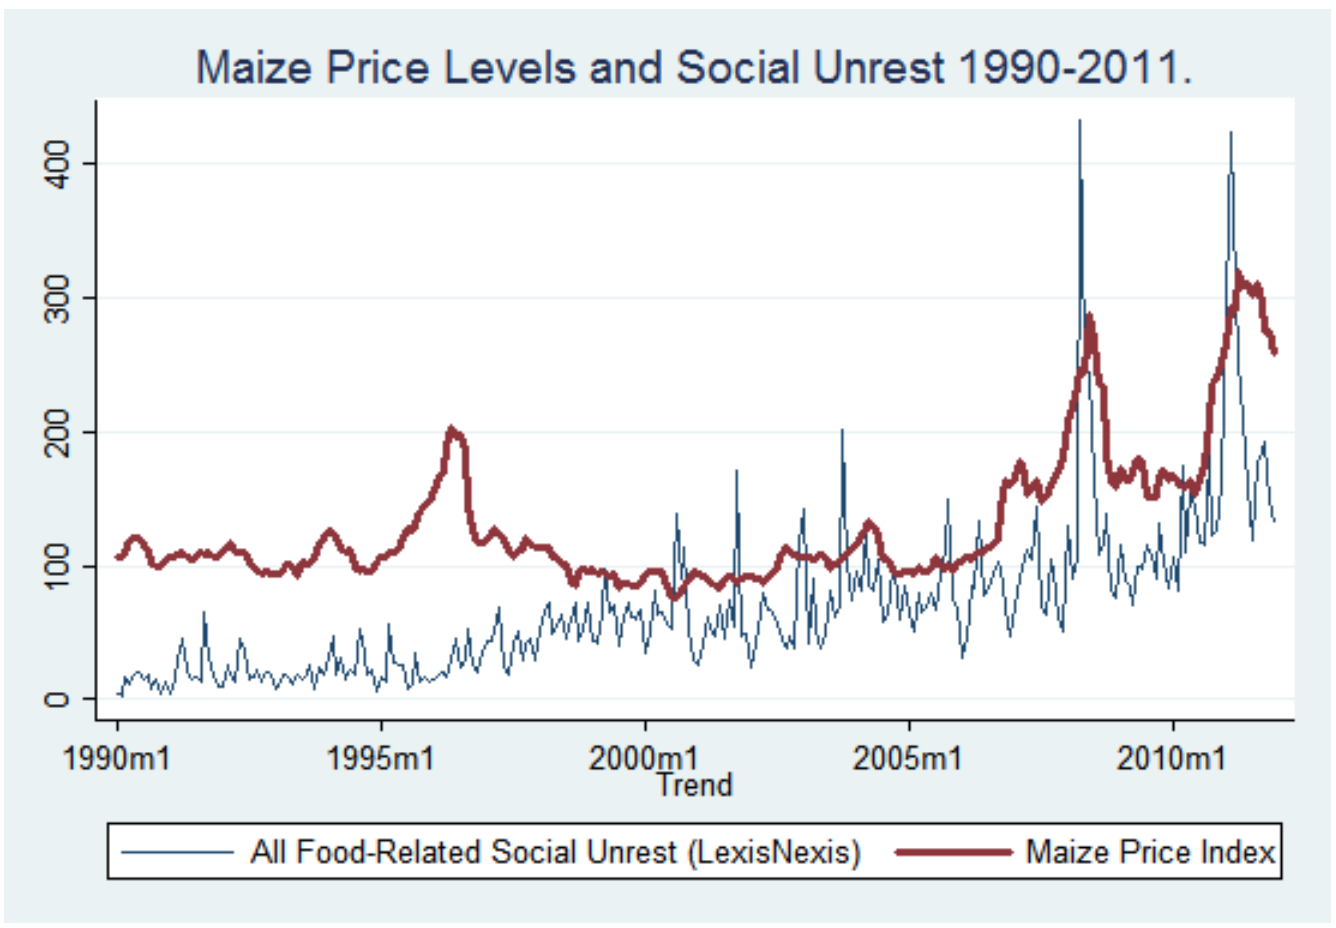 Maize Price Levels and Social Unrest 1990-2011.
400
300
200
100
0
1990m1 1995m1 2000m1 2005m1 2010m1
Trend
All Food-Related Social Unrest (LexisNexis) Maize Price Index